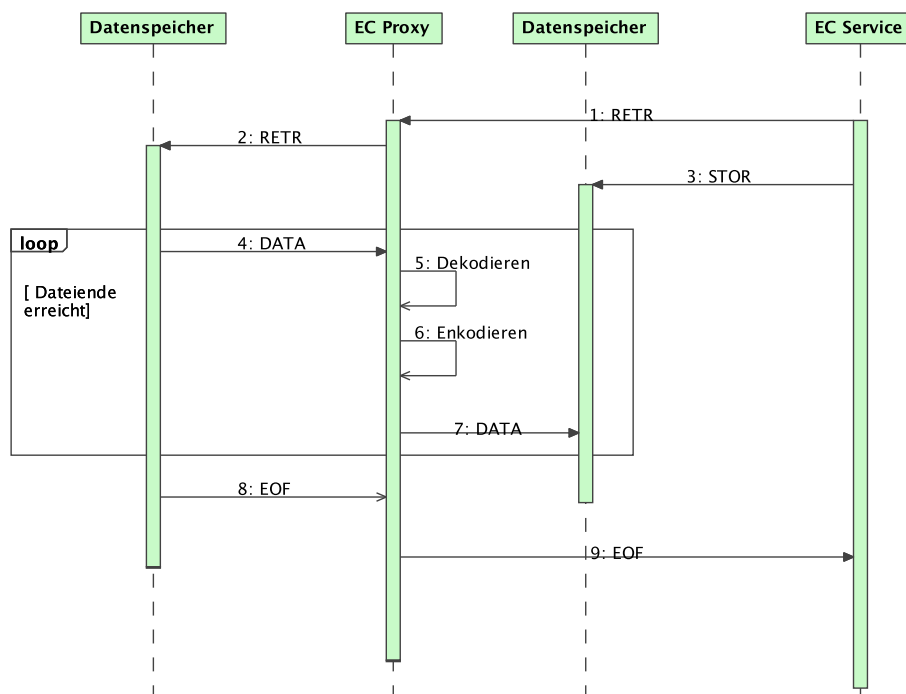 Datenspeicher
EC Proxy
Datenspeicher
EC Service
1: RETR
2: RETR
3: STOR
loop
4: DATA
5: Dekodieren
[ Dateiende
erreicht]
6: Enkodieren
7: DATA
8: EOF
9: EOF